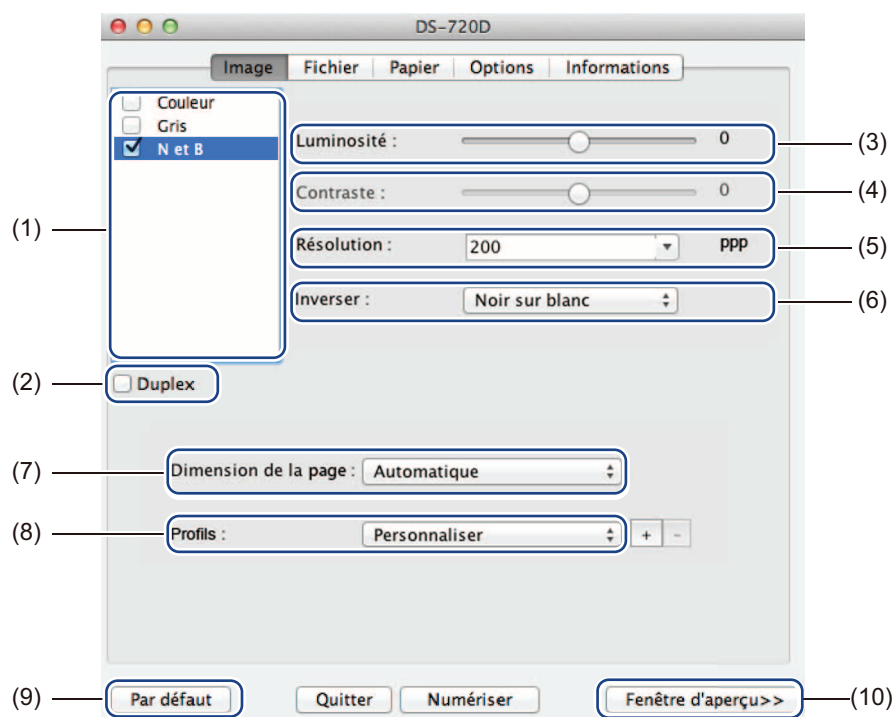 DS-720D
Image Fichier Papier Options Informations
Couleur
Gris
N et B
Luminosité : 0
Contraste : 0
Résolution : 200 ppp
Inverser : Noir sur blanc
Duplex
Dimension de la page : Automatique
Profils : Personnaliser + -
Par défaut Quitter Numériser Fenêtre d'aperçu>>
(1)
(2)
(3)
(4)
(5)
(6)
(7)
(8)
(9)
(10)